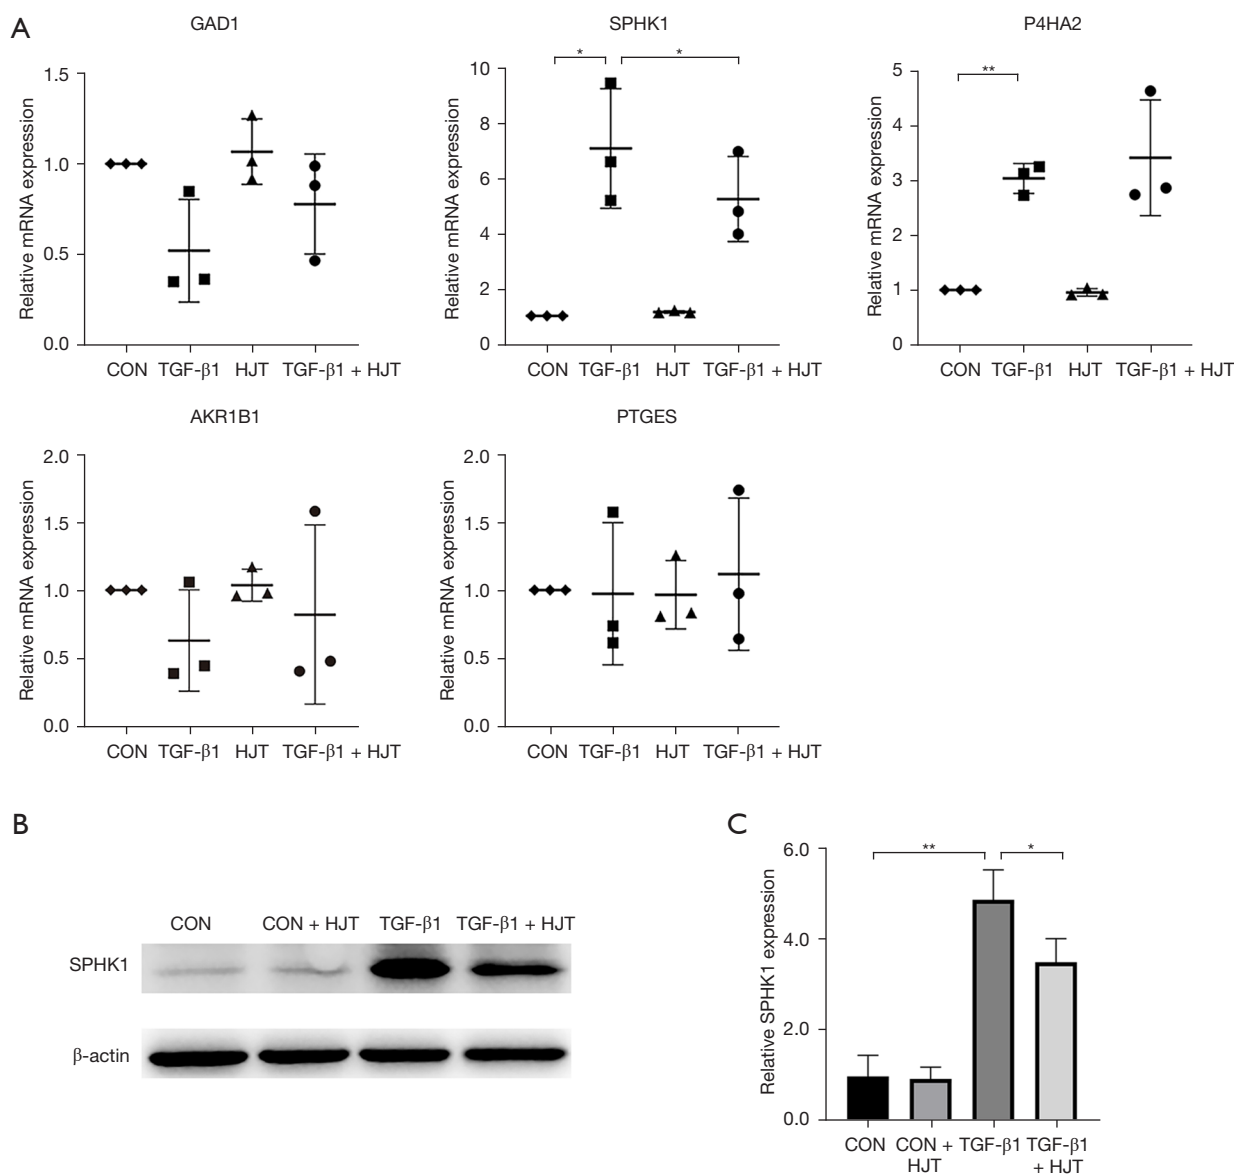 A
GAD1
Relative mRNA expression
1.5
1.0
0.5
0.0
CON TGF-β1 HJT TGF-β1 + HJT
SPHK1
* *
Relative mRNA expression
10
8
6
4
2
0
CON TGF-β1 HJT TGF-β1 + HJT
P4HA2
**
Relative mRNA expression
5
4
3
2
1
0
CON TGF-β1 HJT TGF-β1 + HJT
AKR1B1
Relative mRNA expression
2.0
1.5
1.0
0.5
0.0
CON TGF-β1 HJT TGF-β1 + HJT
PTGES
Relative mRNA expression
2.0
1.5
1.0
0.5
0.0
CON TGF-β1 HJT TGF-β1 + HJT
B
CON CON + HJT TGF-β1 TGF-β1 + HJT
SPHK1
β-actin
C
** *
Relative SPHK1 expression
6.0
4.0
2.0
0.0
CON CON + TGF-β1 TGF-β1
HJT + HJT